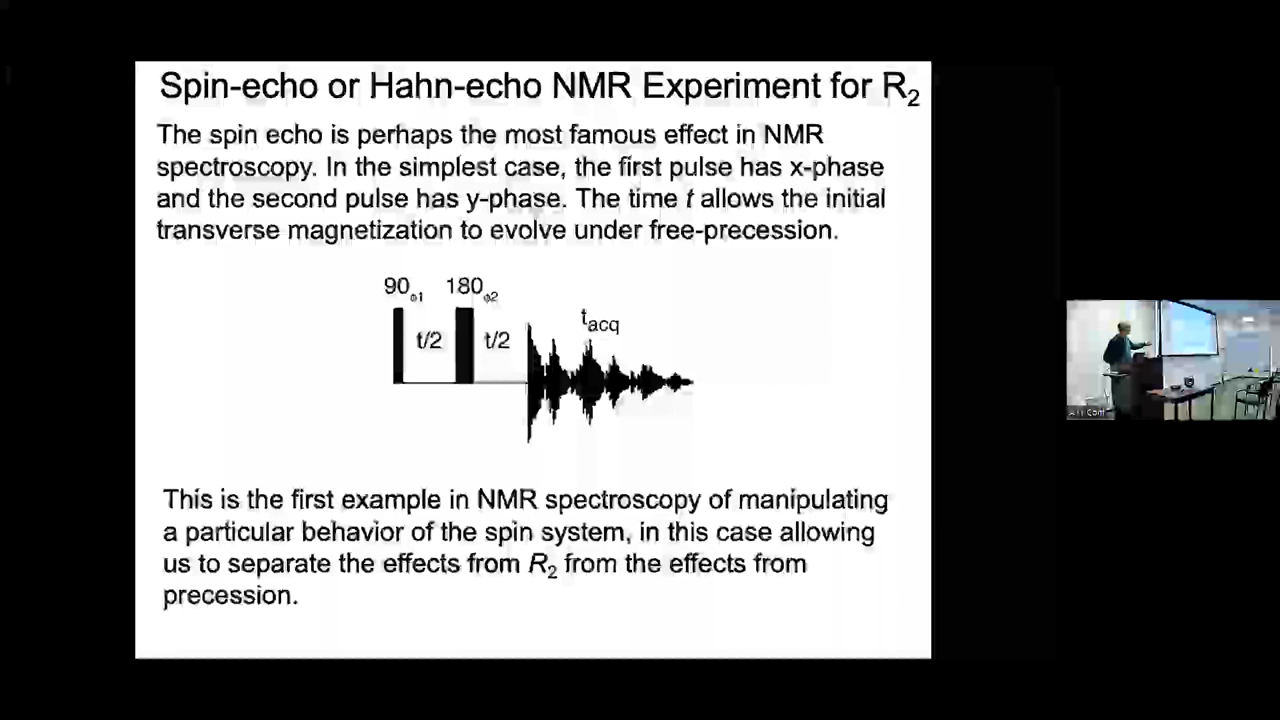 Spin-echo or Hahn-echo NMR Experiment for R2
The spin echo is perhaps the most famous effect in NMR
spectroscopy. In the simplest case, the first pulse has x-phase
and the second pulse has y-phase. The time t allows the initial
transverse magnetization to evolve under free-precession.
90ϕ1 180ϕ2
t/2 t/2 tacq
This is the first example in NMR spectroscopy of manipulating
a particular behavior of the spin system, in this case allowing
us to separate the effects from R2 from the effects from
precession.